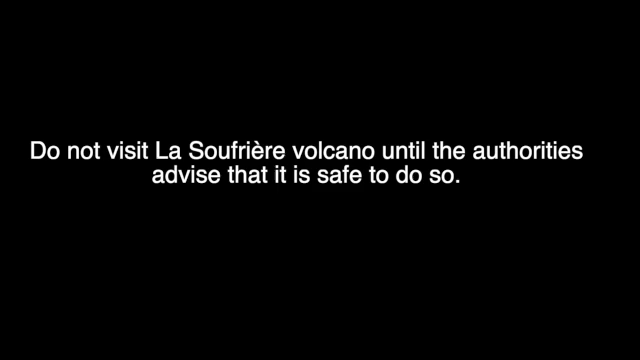 Do not visit La Soufrière volcano until the authorities
advise that it is safe to do so.